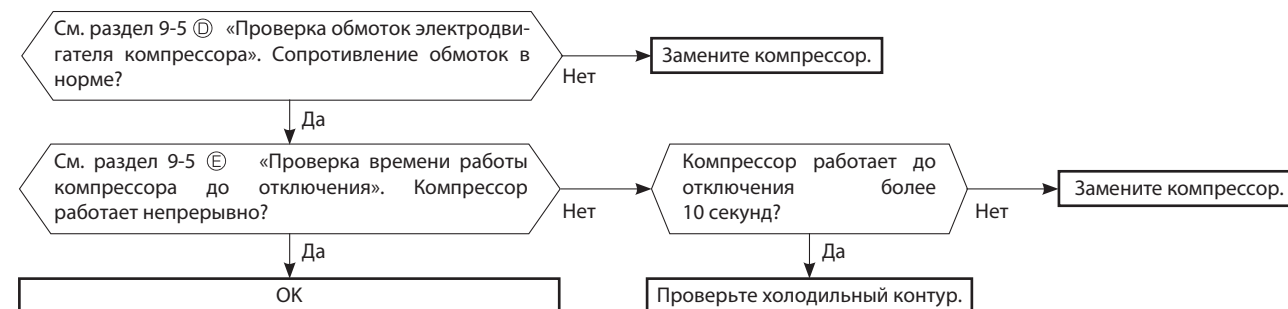 См. раздел 9-5 Ⓓ «Проверка обмоток электродви-
гателя компрессора». Сопротивление обмоток в
норме?
Нет
Замените компрессор.
Да
См. раздел 9-5 Ⓔ «Проверка времени работы
компрессора до отключения». Компрессор
работает непрерывно?
Нет
Компрессор работает до
отключения более
10 секунд?
Нет
Замените компрессор.
Да
Да
OK
Проверьте холодильный контур.